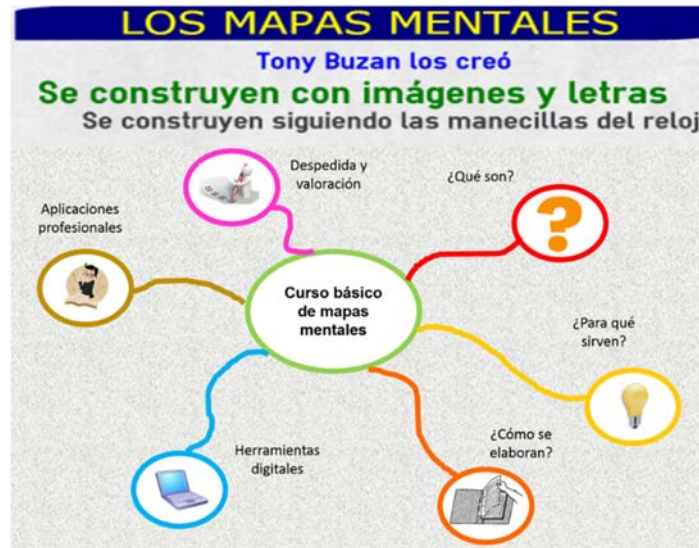 LOS MAPAS MENTALES
Tony Buzan los creó
Se construyen con imágenes y letras
Se construyen siguiendo las manecillas del reloj
Despedida y
valoración
¿Qué son?
Aplicaciones
profesionales
Curso básico
de mapas
mentales
¿Para qué
sirven?
¿Cómo se
elaboran?
Herramientas
digitales